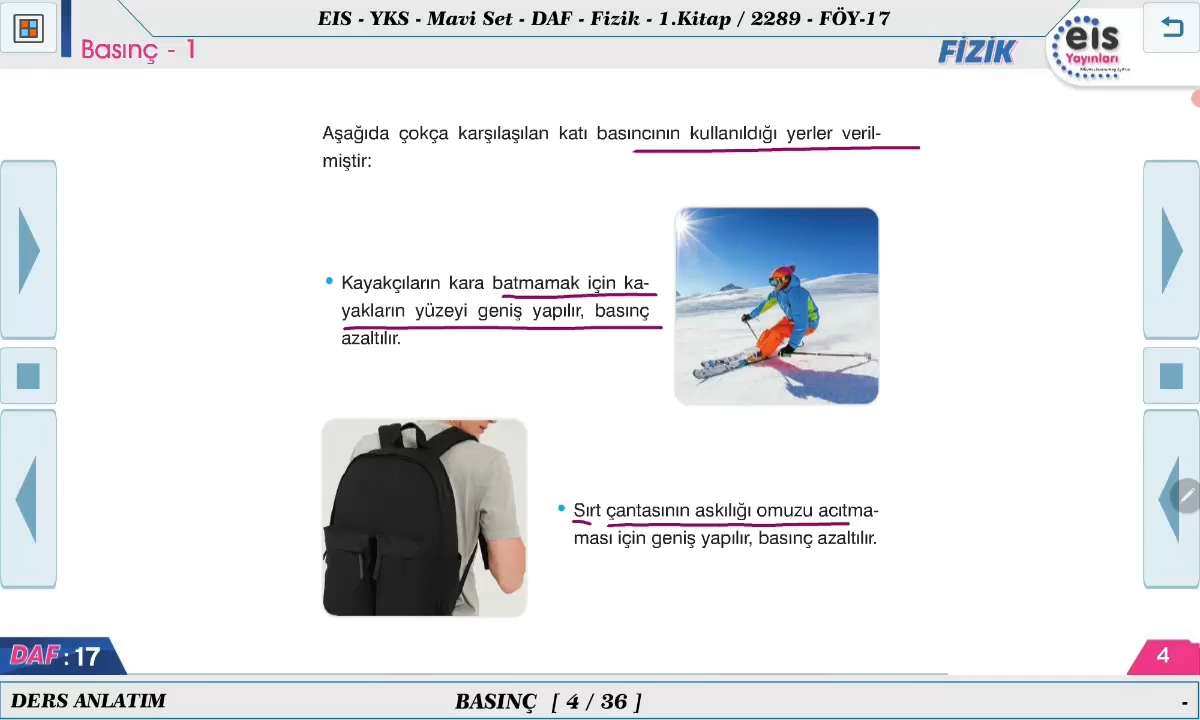 EIS - YKS - Mavi Set - DAF - Fizik - 1.Kitap / 2289 - FÖY-17
Basınç - 1
FİZİK
eis
Yayınları
Aşağıda çokça karşılaşılan katı basıncının kullanıldığı yerler veril-
miştir:
• Kayakçıların kara batmamak için ka-
yakların yüzeyi geniş yapılır, basınç
azaltılır.
• Sırt çantasının askılığı omuzu acıtma-
ması için geniş yapılır, basınç azaltılır.
DAF : 17
4
DERS ANLATIM
BASINÇ [ 4 / 36 ]
-